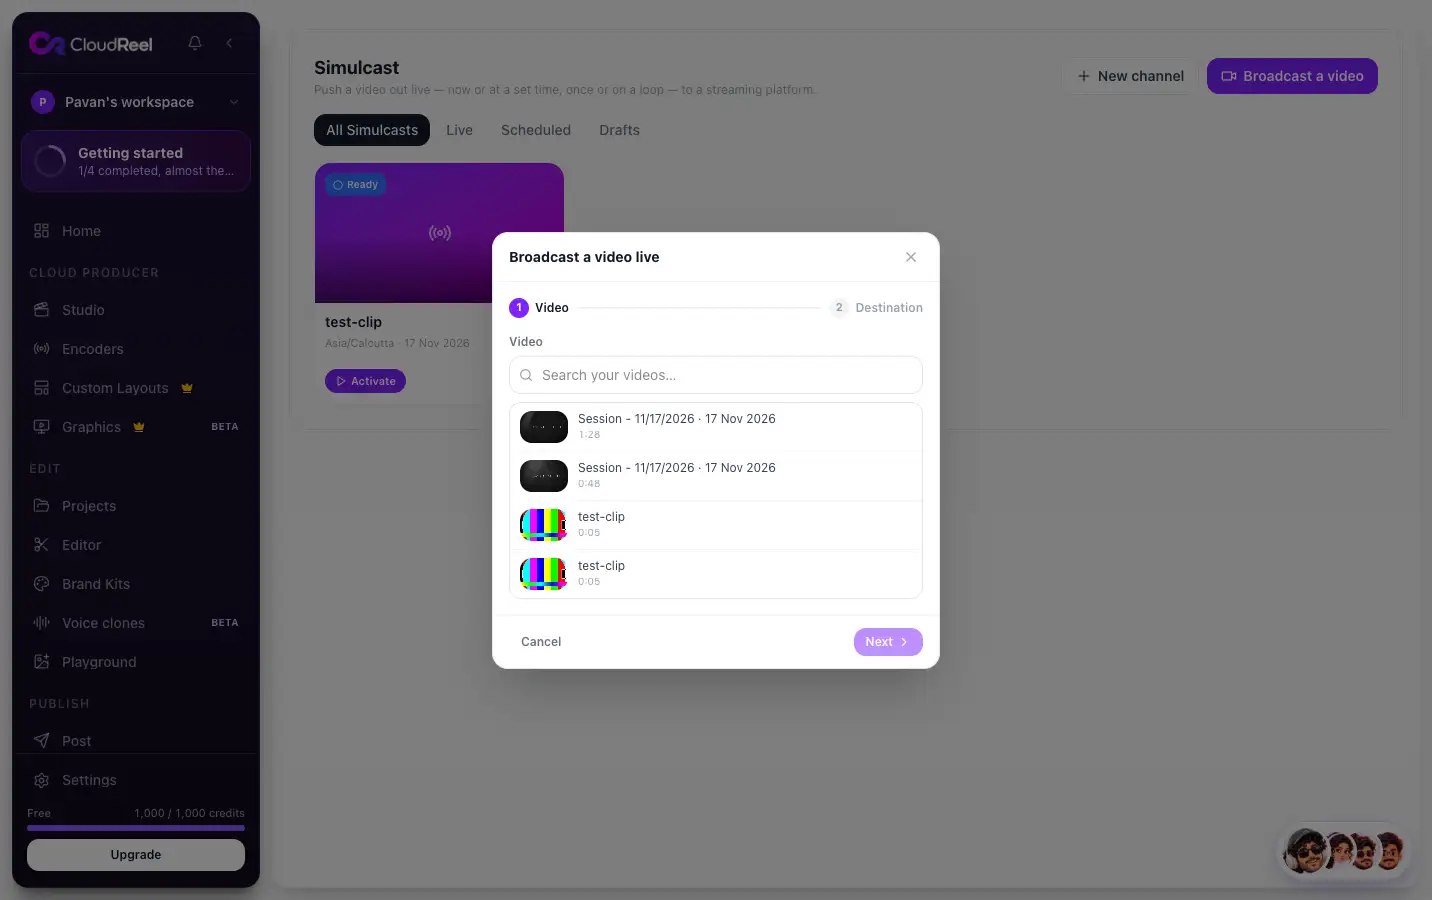 CloudReel
P
Pavan's workspace
Getting started
1/4 completed, almost the...
Home
CLOUD PRODUCER
Studio
Encoders
Custom Layouts
Graphics BETA
EDIT
Projects
Editor
Brand Kits
Voice clones BETA
Playground
PUBLISH
Post
Settings
Free 1,000 / 1,000 credits
Upgrade
Simulcast
Push a video out live — now or at a set time, once or on a loop — to a streaming platform.
New channel
Broadcast a video
All Simulcasts Live Scheduled Drafts
Ready
test-clip
Asia/Calcutta · 17 Nov 2026
Activate
Broadcast a video live
1 Video 2 Destination
Video
Search your videos...
Session - 11/17/2026 · 17 Nov 2026
1:28
Session - 11/17/2026 · 17 Nov 2026
0:48
test-clip
0:05
test-clip
0:05
Cancel
Next